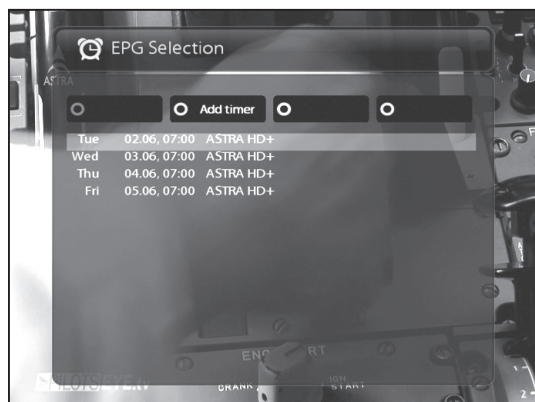 EPG Selection
ASTRA
Add timer
Tue 02.06, 07:00 ASTRA HD+
Wed 03.06, 07:00 ASTRA HD+
Thu 04.06, 07:00 ASTRA HD+
Fri 05.06, 07:00 ASTRA HD+
CRANK
IGN
START